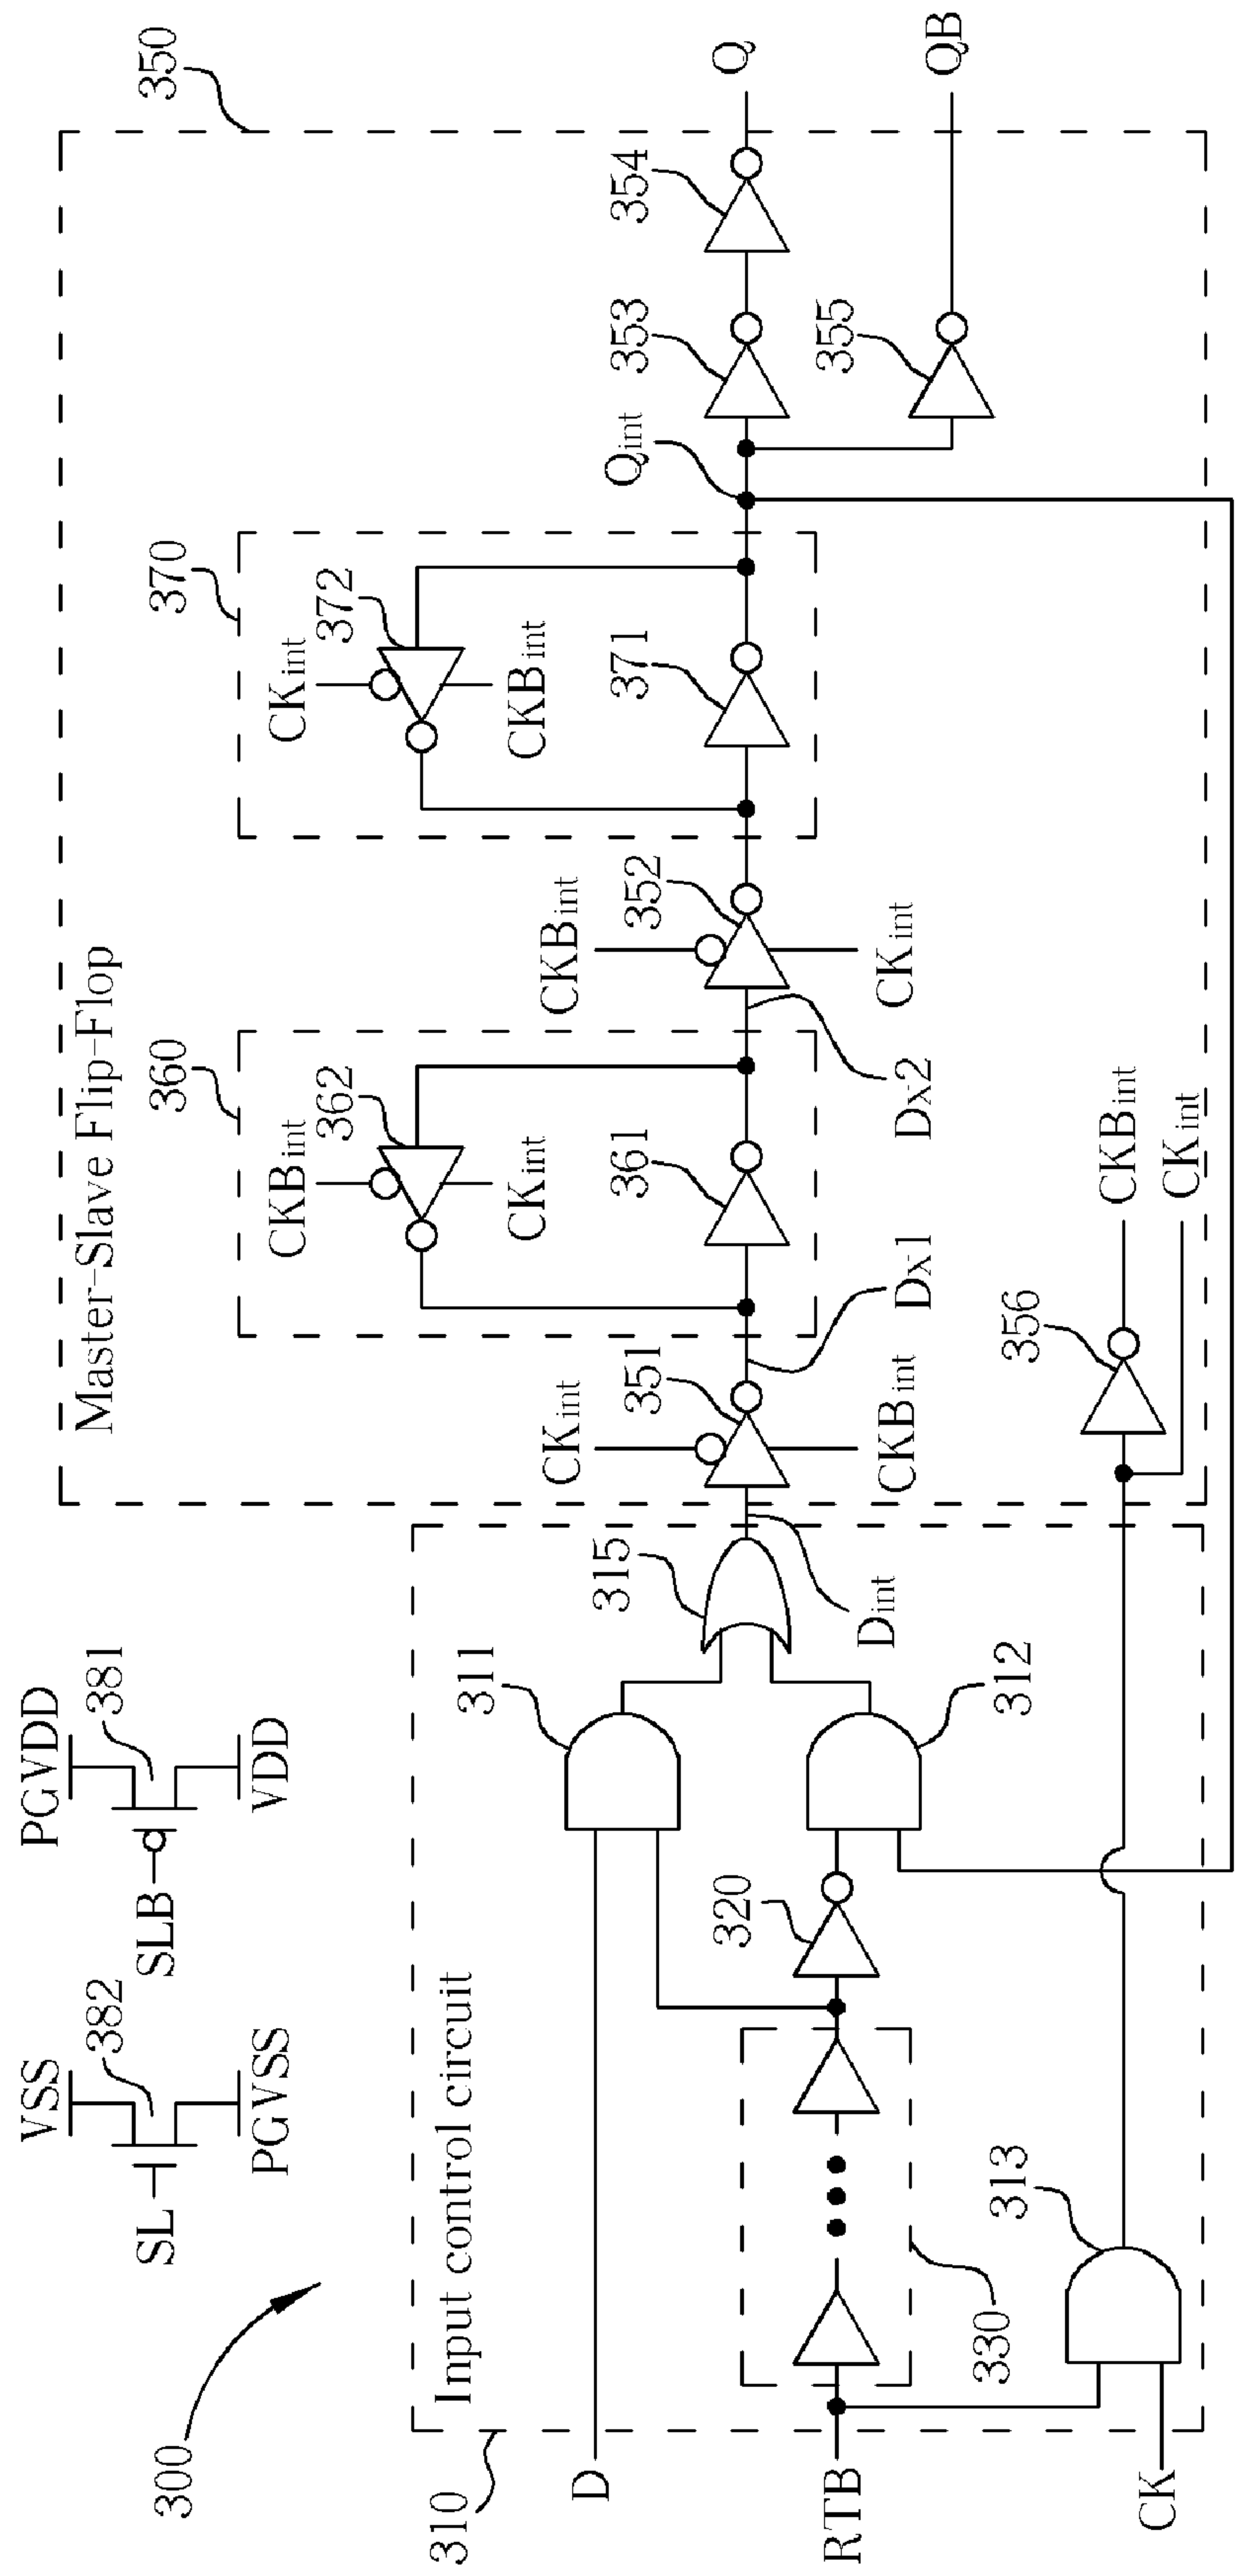 300
VSS
382
SL
PGVSS
PGVDD
381
SLB
VDD
310
Input control circuit
D
RTB
CK
330
313
320
311
312
315
Dint
350
Master-Slave Flip-Flop
CKint
351
CKBint
Dx1
360
CKBint
362
CKint
361
Dx2
CKBint
352
CKint
370
CKint
372
CKBint
371
Qint
353
354
355
Q
QB
356
CKBint
CKint